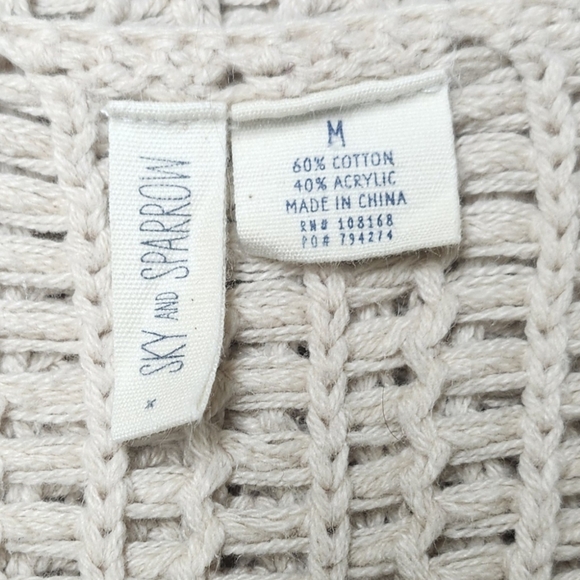 SKY AND SPARROW
M
60% COTTON
40% ACRYLIC
MADE IN CHINA
RN# 108168
PO# 794274